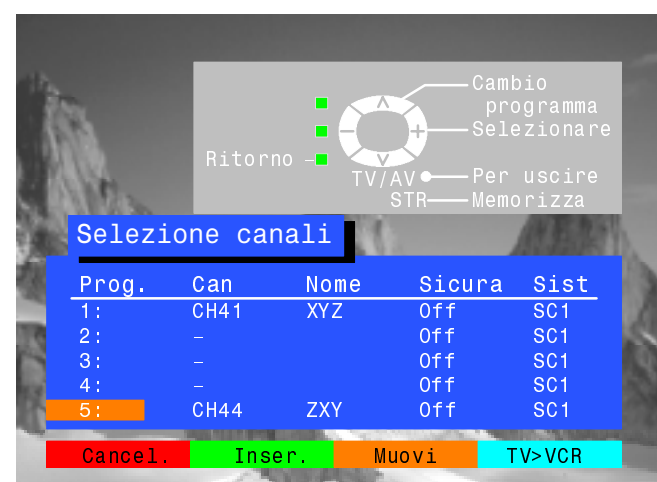 Cambio
programma
Selezionare
Ritorno
TV/AV Per uscire
STR Memorizza
Selezione canali
Prog. Can Nome Sicura Sist
1: CH41 XYZ Off SC1
2: – Off SC1
3: – Off SC1
4: – Off SC1
5: CH44 ZXY Off SC1
Cancel. Inser. Muovi TV>VCR